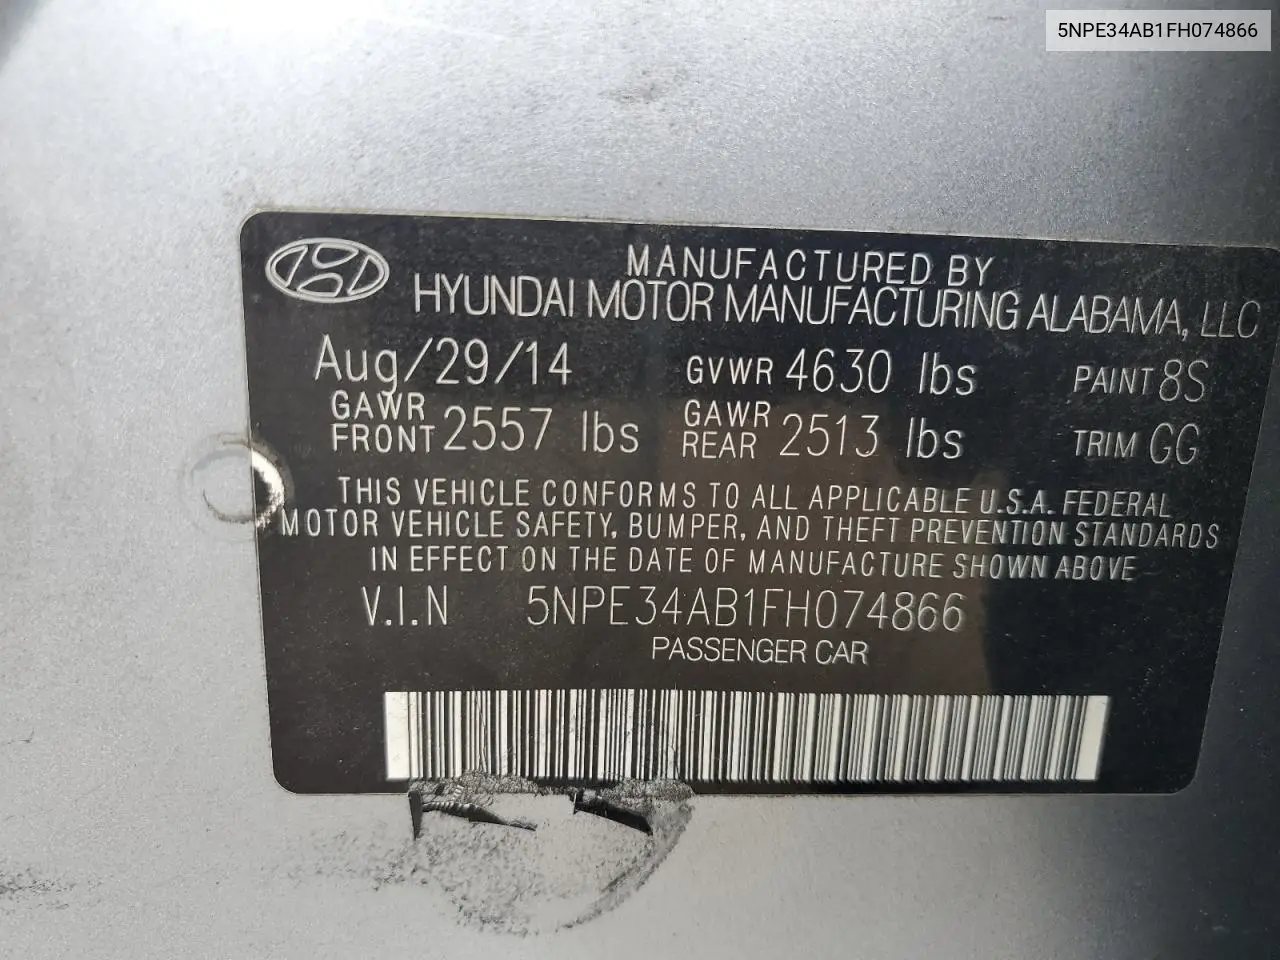 5NPE34AB1FH074866
MANUFACTURED BY
HYUNDAI MOTOR MANUFACTURING ALABAMA, LLC
Aug/29/14 GVWR 4630 lbs PAINT 8S
GAWR FRONT 2557 lbs GAWR REAR 2513 lbs TRIM GG
THIS VEHICLE CONFORMS TO ALL APPLICABLE U.S.A. FEDERAL
MOTOR VEHICLE SAFETY, BUMPER, AND THEFT PREVENTION STANDARDS
IN EFFECT ON THE DATE OF MANUFACTURE SHOWN ABOVE
V.I.N 5NPE34AB1FH074866
PASSENGER CAR